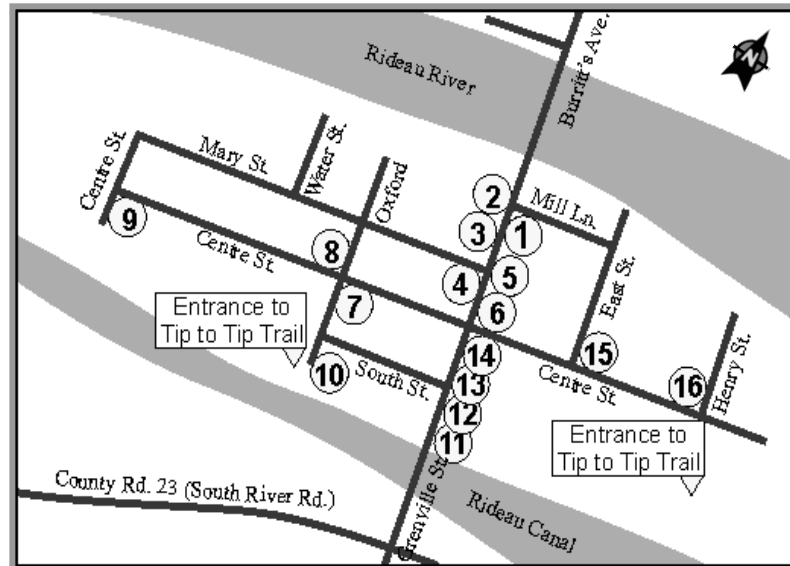 Rideau River
Burritt's Ave.
N
Centre St.
Mary St.
Water St.
Oxford
Mill Ln.
2
1
3
9
Centre St.
8
4
5
East St.
Entrance to
Tip to Tip Trail
7
6
10
South St.
14
15
13
Centre St.
16
Henry St.
12
11
Entrance to
Tip to Tip Trail
County Rd. 23 (South River Rd.)
Grenville St.
Rideau Canal